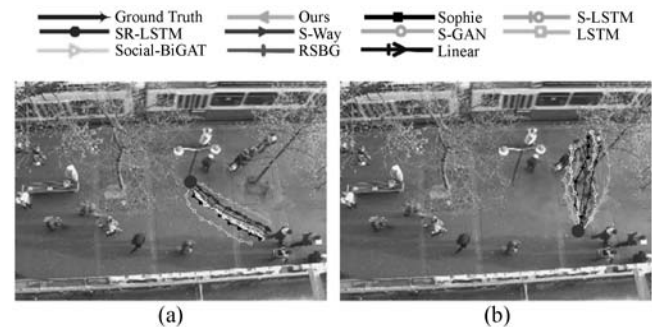 Ground Truth Ours Sophie S-LSTM
SR-LSTM S-Way S-GAN LSTM
Social-BiGAT RSBG Linear
(a) (b)